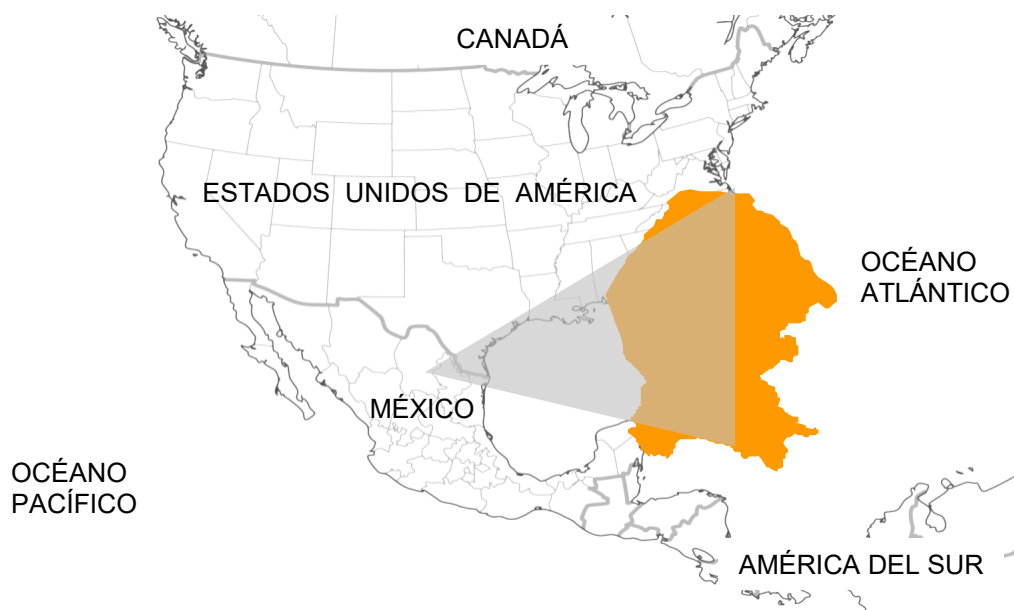 CANADÁ
ESTADOS UNIDOS DE AMÉRICA
OCÉANO
ATLÁNTICO
MÉXICO
OCÉANO
PACÍFICO
AMÉRICA DEL SUR